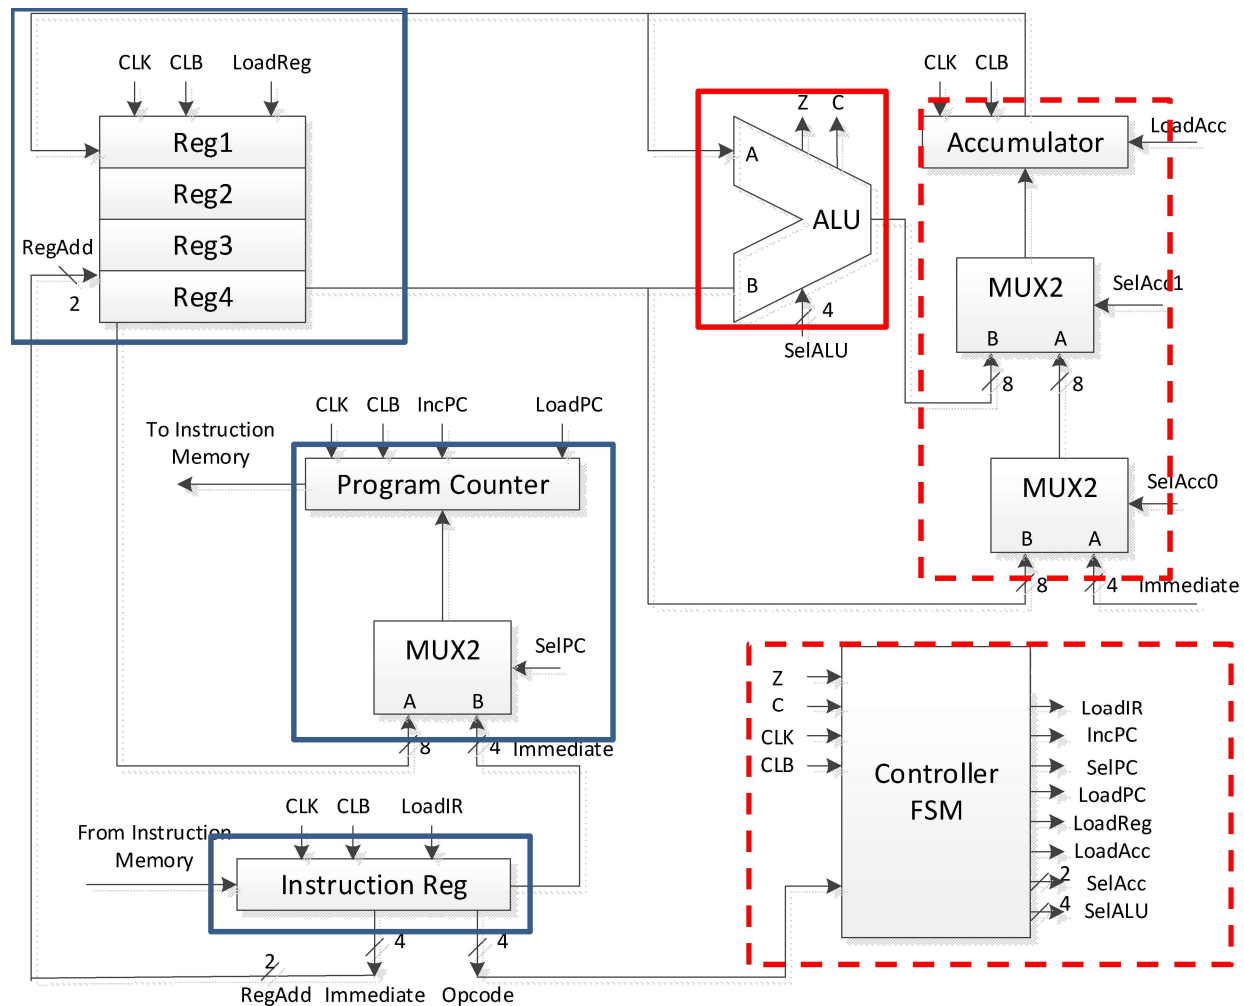 CLK CLB LoadReg
Reg1
Reg2
Reg3
Reg4
RegAdd
2
Z C
A
ALU
B
4
SelALU
CLK CLB
Accumulator
LoadAcc
MUX2
SelAcc1
B A
8 8
MUX2
SelAcc0
B A
8 4 Immediate
CLK CLB IncPC LoadPC
To Instruction
Memory
Program Counter
MUX2
SelPC
A B
8 4 Immediate
CLK CLB LoadIR
From Instruction
Memory
Instruction Reg
4 4
2
RegAdd Immediate Opcode
Z
C
CLK
CLB
Controller
FSM
LoadIR
IncPC
SelPC
LoadPC
LoadReg
LoadAcc
2
SelAcc
4
SelALU